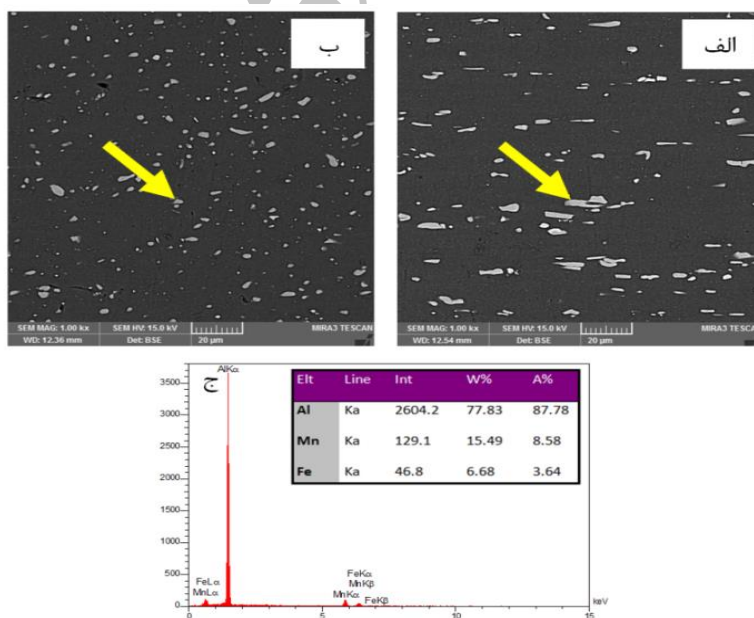 ب
الف
SEM MAG: 1.00 kx SEM HV: 15.0 kV MIRA3 TESCAN
WD: 12.36 mm Det: BSE 20 µm
SEM MAG: 1.00 kx SEM HV: 15.0 kV MIRA3 TESCAN
WD: 12.54 mm Det: BSE 20 µm
ج
AlKα
3500
3000
2500
2000
1500
1000
500
0
FeLα
MnLα
FeKα
MnKβ
MnKα
FeKβ
0 5 10 15
keV
Elt Line Int W% A%
Al Ka 2604.2 77.83 87.78
Mn Ka 129.1 15.49 8.58
Fe Ka 46.8 6.68 3.64